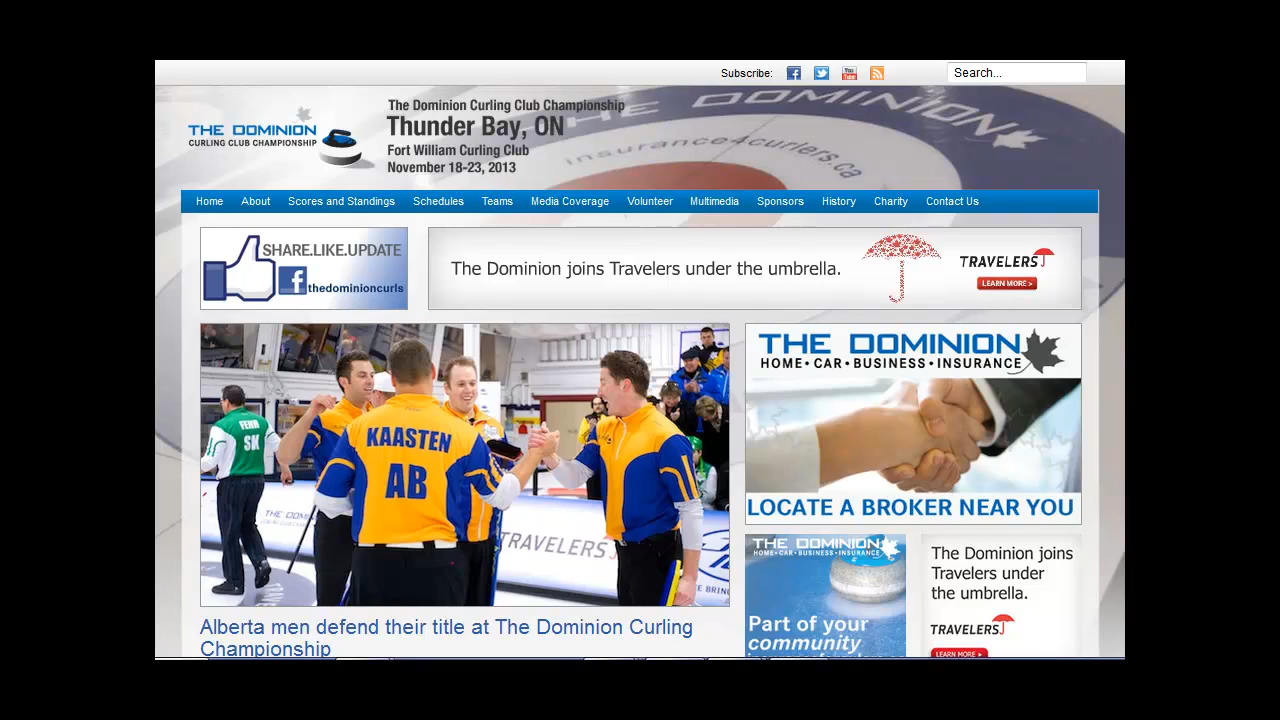 Subscribe:
Search...
THE DOMINION
CURLING CLUB CHAMPIONSHIP
The Dominion Curling Club Championship
Thunder Bay, ON
Fort William Curling Club
November 18-23, 2013
THE DOMINION
insurance4curlers.ca
Home About Scores and Standings Schedules Teams Media Coverage Volunteer Multimedia Sponsors History Charity Contact Us
SHARE.LIKE.UPDATE
thedominioncurls
The Dominion joins Travelers under the umbrella.
TRAVELERS
LEARN MORE >
FEHR
SK
KAASTEN
AB
THE DOMIN
TRAVELERS
THE DOMINION
HOME•CAR•BUSINESS•INSURANCE
LOCATE A BROKER NEAR YOU
THE DOMINION
HOME•CAR•BUSINESS•INSURANCE
Part of your
community
The Dominion joins
Travelers under
the umbrella.
TRAVELERS
LEARN MORE >
Alberta men defend their title at The Dominion Curling
Championship